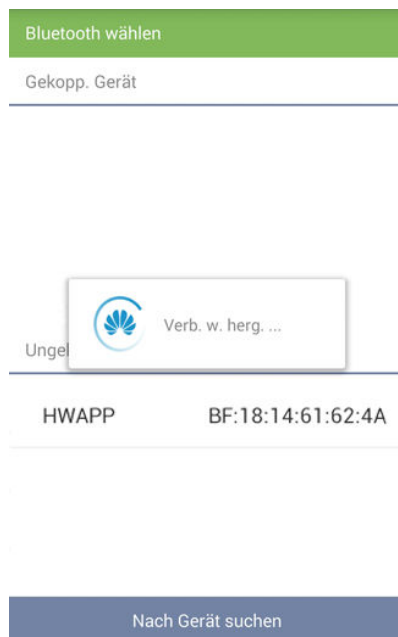 Bluetooth wählen
Gekopp. Gerät
Verb. w. herg. ...
HWAPP BF:18:14:61:62:4A
Nach Gerät suchen